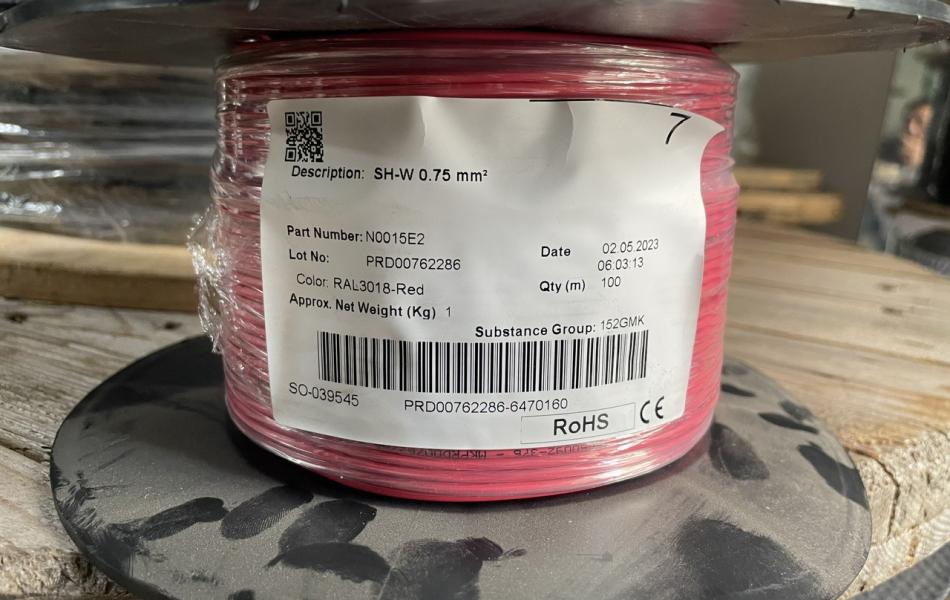 7
Description: SH-W 0.75 mm²
Part Number: N0015E2
Lot No: PRD00762286
Date 02.05.2023
06:03:13
Color: RAL3018-Red
Qty (m) 100
Approx. Net Weight (Kg) 1
Substance Group: 152GMK
SO-039545
PRD00762286-6470160
RoHS CE